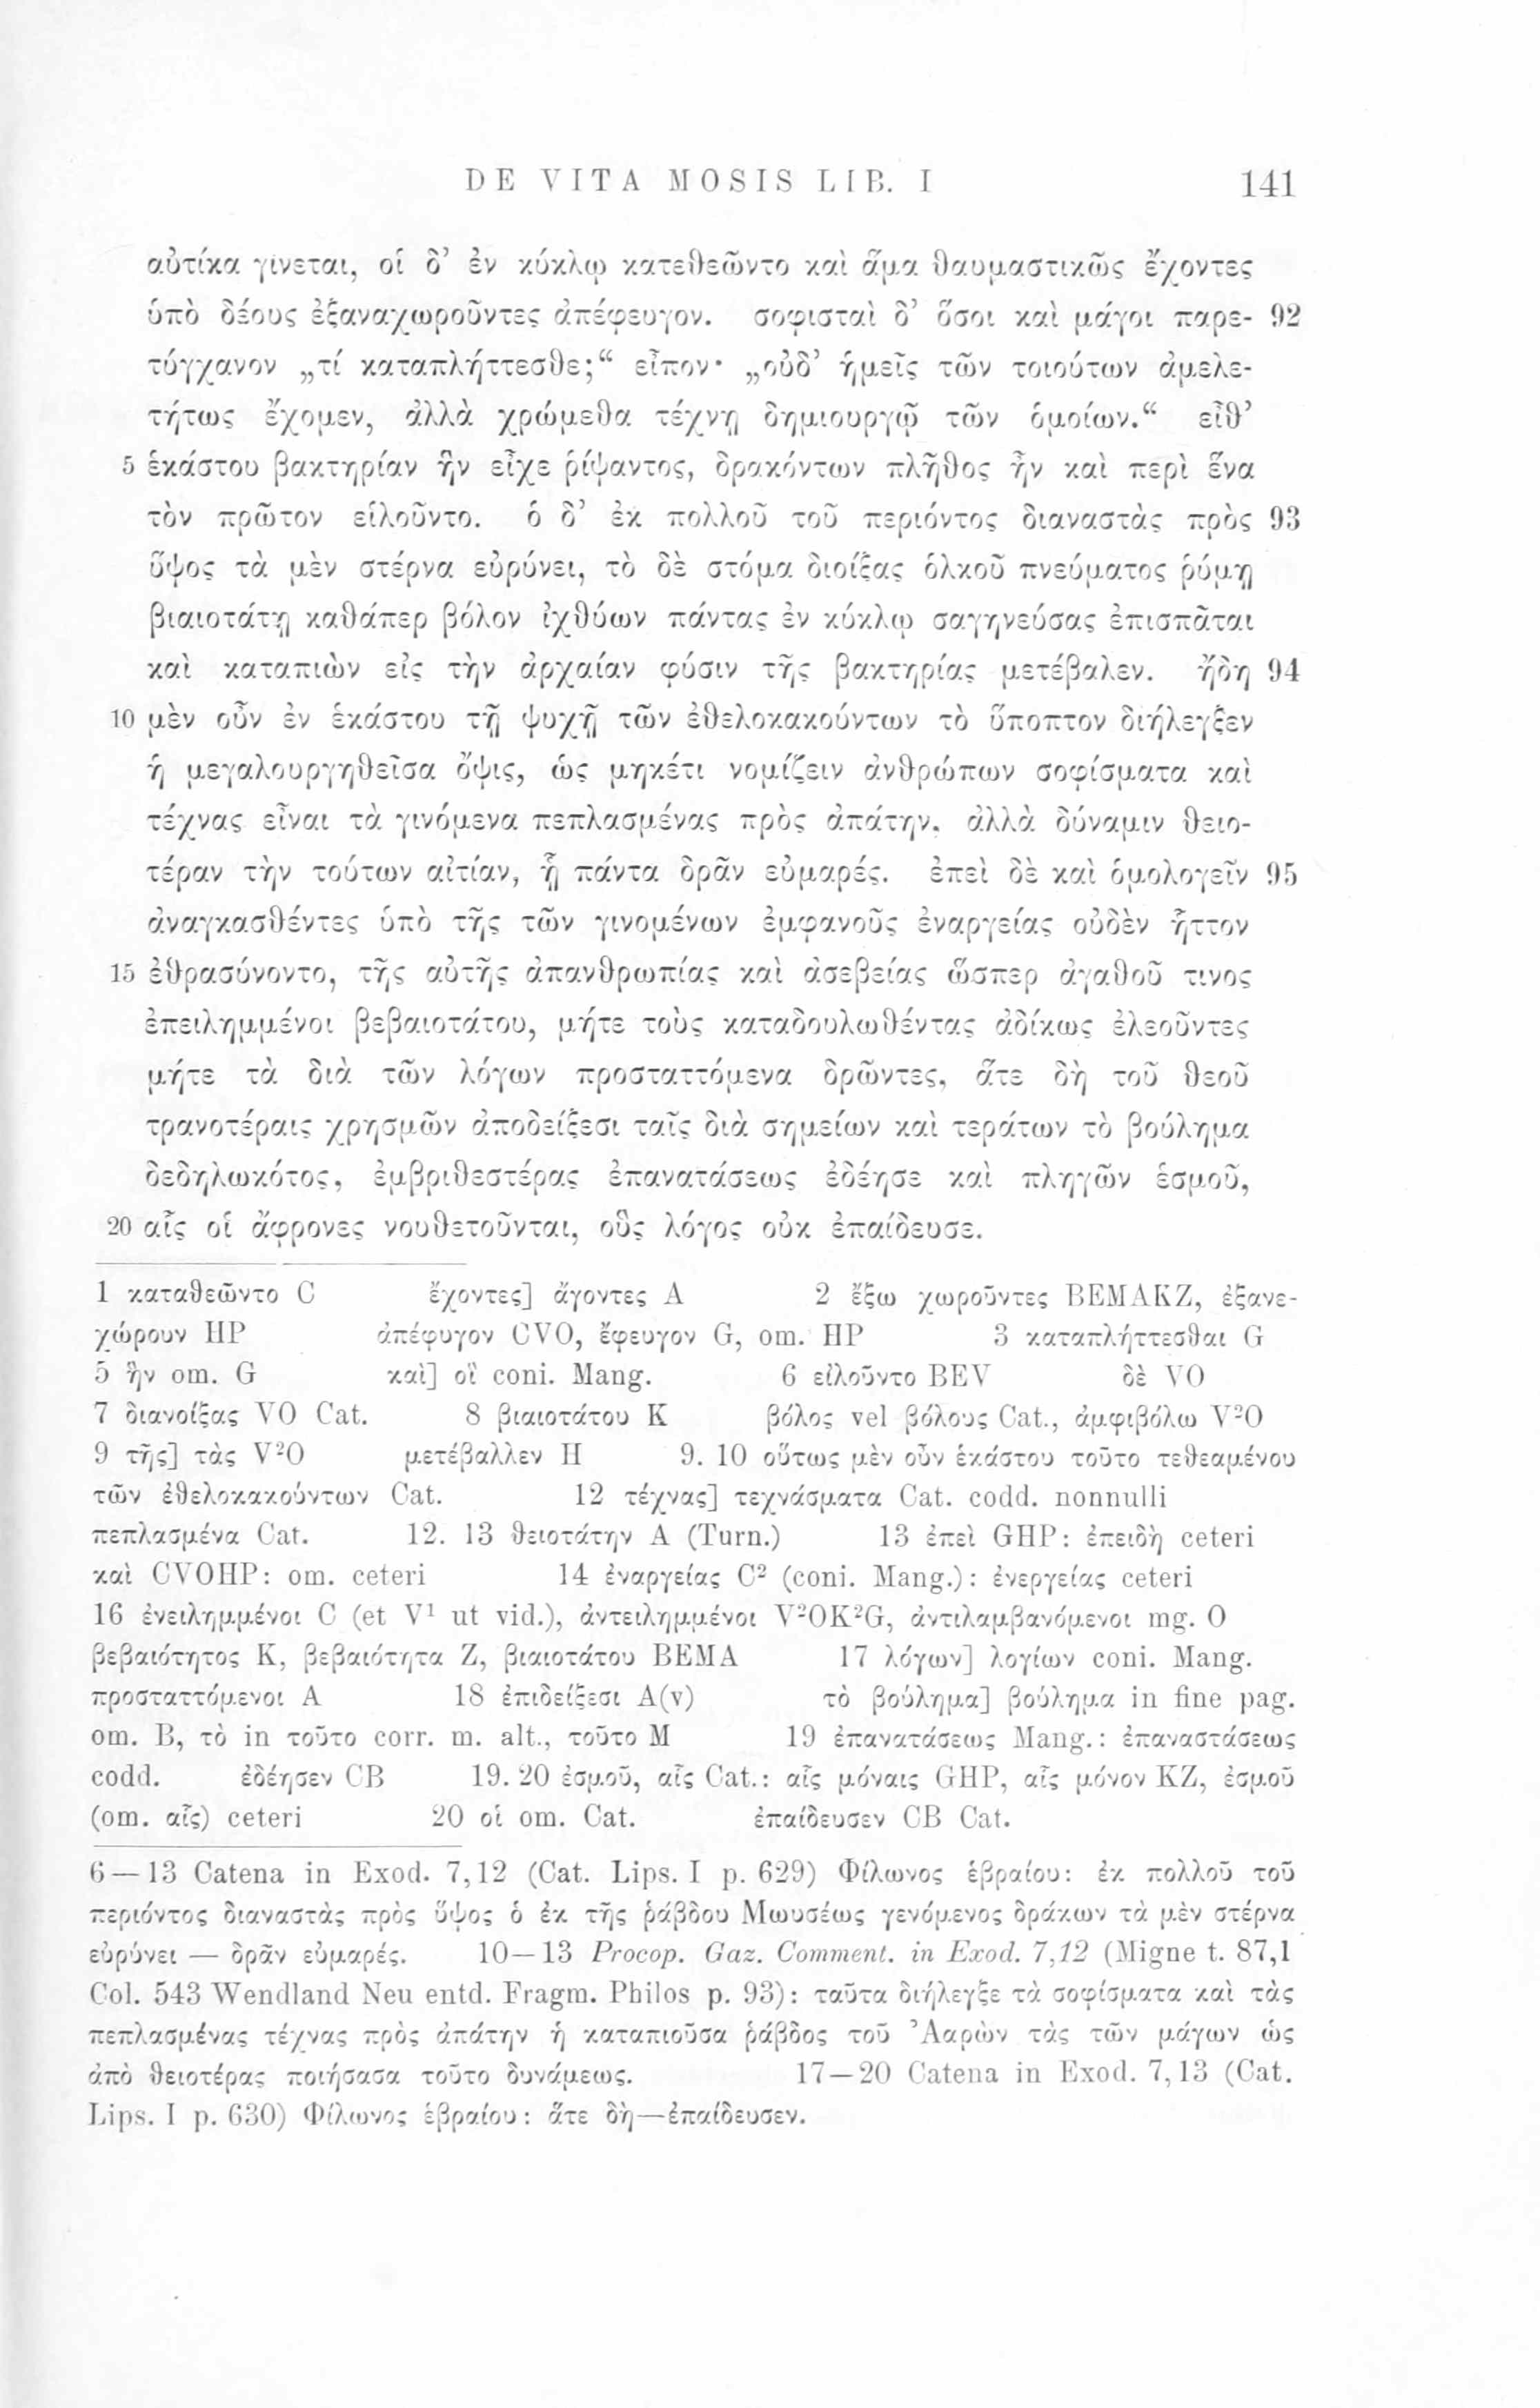 DE VITA MOSIS LIB. I 141
αὐτίκα γίνεται, οἱ δ’ ἐν κύκλῳ κατεθεῶντο καὶ ἅμα θαυμαστικῶς ἔχοντες
ὑπὸ δέους ἐξαναχωροῦντες ἀπέφευγον. σοφισταὶ δ’ ὅσοι καὶ μάγοι παρε- 92
τύγχανον „τί καταπλήττεσθε;“ εἶπον· „οὐδ’ ἡμεῖς τῶν τοιούτων ἀμελε-
τήτως ἔχομεν, ἀλλὰ χρώμεθα τέχνῃ δημιουργῷ τῶν ὁμοίων.“ εἶθ’
5 ἑκάστου βακτηρίαν ἣν εἶχε ῥίψαντος, δρακόντων πλῆθος ἦν καὶ περὶ ἕνα
τὸν πρῶτον εἱλοῦντο. ὁ δ’ ἐκ πολλοῦ τοῦ περιόντος διαναστὰς πρὸς 93
ὕψος τὰ μὲν στέρνα εὐρύνει, τὸ δὲ στόμα διοίξας ὁλκοῦ πνεύματος ῥύμῃ
βιαιοτάτῃ καθάπερ βόλον ἰχθύων πάντας ἐν κύκλῳ σαγηνεύσας ἐπισπᾶται
καὶ καταπιὼν εἰς τὴν ἀρχαίαν φύσιν τῆς βακτηρίας μετέβαλεν. ἤδη 94
10 μὲν οὖν ἐν ἑκάστου τῇ ψυχῇ τῶν ἐθελοκακούντων τὸ ὕποπτον διήλεγξεν
ἡ μεγαλουργηθεῖσα ὄψις, ὡς μηκέτι νομίζειν ἀνθρώπων σοφίσματα καὶ
τέχνας εἶναι τὰ γινόμενα πεπλασμένας πρὸς ἀπάτην, ἀλλὰ δύναμιν θειο-
τέραν τὴν τούτων αἰτίαν, ᾗ πάντα δρᾶν εὐμαρές. ἐπεὶ δὲ καὶ ὁμολογεῖν 95
ἀναγκασθέντες ὑπὸ τῆς τῶν γινομένων ἐμφανοῦς ἐναργείας οὐδὲν ἧττον
15 ἐθρασύνοντο, τῆς αὐτῆς ἀπανθρωπίας καὶ ἀσεβείας ὥσπερ ἀγαθοῦ τινος
ἐπειλημμένοι βεβαιοτάτου, μήτε τοὺς καταδουλωθέντας ἀδίκως ἐλεοῦντες
μήτε τὰ διὰ τῶν λόγων προσταττόμενα δρῶντες, ἅτε δὴ τοῦ θεοῦ
τρανοτέραις χρησμῶν ἀποδείξεσι ταῖς διὰ σημείων καὶ τεράτων τὸ βούλημα
δεδηλωκότος, ἐμβριθεστέρας ἐπανατάσεως ἐδέησε καὶ πληγῶν ἑσμοῦ,
20 αἷς οἱ ἄφρονες νουθετοῦνται, οὓς λόγος οὐκ ἐπαίδευσε.
1 καταθεῶντο C ἔχοντες] ἄγοντες A 2 ἔξω χωροῦντες BEMAKZ, ἐξανε-
χώρουν HP ἀπέφυγον CVO, ἔφευγον G, om. HP 3 καταπλήττεσθαι G
5 ἣν om. G καὶ] οἳ coni. Mang. 6 εἰλοῦντο BEV δὲ VO
7 διανοίξας VO Cat. 8 βιαιοτάτου K βόλος vel βόλους Cat., ἀμφιβόλω V²O
9 τῆς] τὰς V²O μετέβαλλεν H 9. 10 οὕτως μὲν οὖν ἑκάστου τοῦτο τεθεαμένου
τῶν ἐθελοκακούντων Cat. 12 τέχνας] τεχνάσματα Cat. codd. nonnulli
πεπλασμένα Cat. 12. 13 θειοτάτην A (Turn.) 13 ἐπεὶ GHP: ἐπειδὴ ceteri
καὶ CVOHP: om. ceteri 14 ἐναργείας C² (coni. Mang.): ἐνεργείας ceteri
16 ἐνειλημμένοι C (et V¹ ut vid.), ἀντειλημμένοι V²OK²G, ἀντιλαμβανόμενοι mg. O
βεβαιότητος K, βεβαιότητα Z, βιαιοτάτου BEMA 17 λόγων] λογίων coni. Mang.
προσταττόμενοι A 18 ἐπιδείξεσι A(v) τὸ βούλημα] βούλημα in fine pag.
om. B, τὸ in τοῦτο corr. m. alt., τοῦτο M 19 ἐπανατάσεως Mang.: ἐπαναστάσεως
codd. ἐδέησεν CB 19. 20 ἑσμοῦ, αἷς Cat.: αἷς μόναις GHP, αἷς μόνον KZ, ἑσμοῦ
(om. αἷς) ceteri 20 οἱ om. Cat. ἐπαίδευσεν CB Cat.
6—13 Catena in Exod. 7,12 (Cat. Lips. I p. 629) Φίλωνος ἑβραίου: ἐκ πολλοῦ τοῦ
περιόντος διαναστὰς πρὸς ὕψος ὁ ἐκ τῆς ῥάβδου Μωυσέως γενόμενος δράκων τὰ μὲν στέρνα
εὐρύνει — δρᾶν εὐμαρές. 10—13 Procop. Gaz. Comment. in Exod. 7,12 (Migne t. 87,1
Col. 543 Wendland Neu entd. Fragm. Philos p. 93): ταῦτα διήλεγξε τὰ σοφίσματα καὶ τὰς
πεπλασμένας τέχνας πρὸς ἀπάτην ἡ καταπιοῦσα ῥάβδος τοῦ Ἀαρὼν τὰς τῶν μάγων ὡς
ἀπὸ θειοτέρας ποιήσασα τοῦτο δυνάμεως. 17—20 Catena in Exod. 7,13 (Cat.
Lips. I p. 630) Φίλωνος ἑβραίου: ἅτε δὴ—ἐπαίδευσεν.